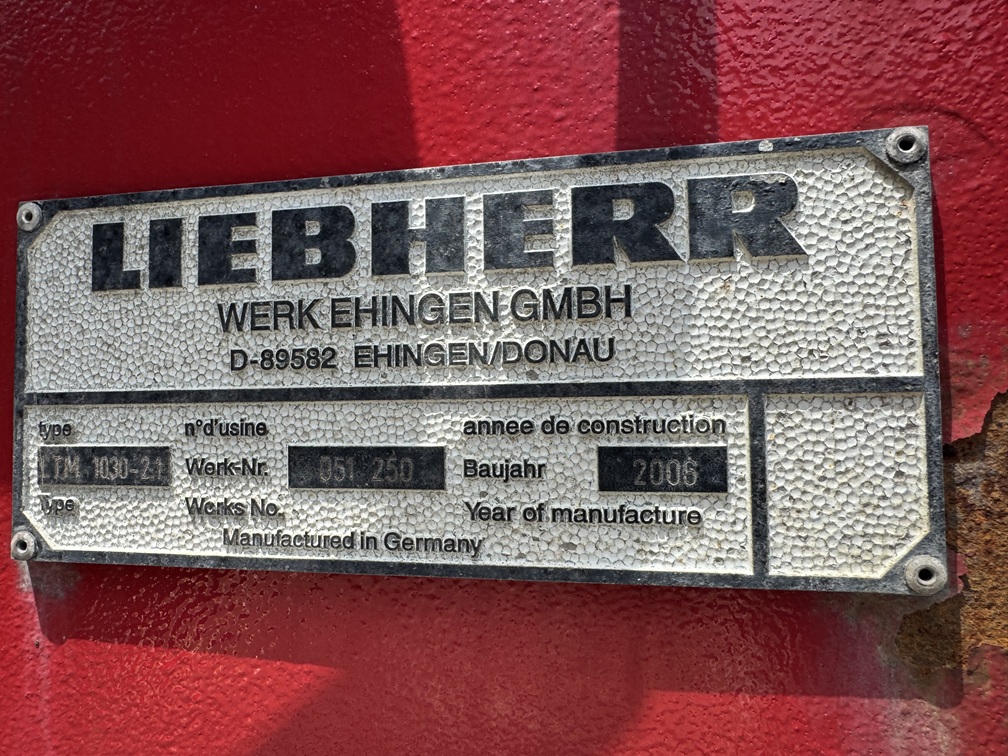 LIEBHERR
WERK EHINGEN GMBH
D-89582 EHINGEN/DONAU
type n°d'usine annee de construction
LTM 1030-2.1 Werk-Nr. 051 250 Baujahr 2006
Type Works No. Year of manufacture
Manufactured in Germany